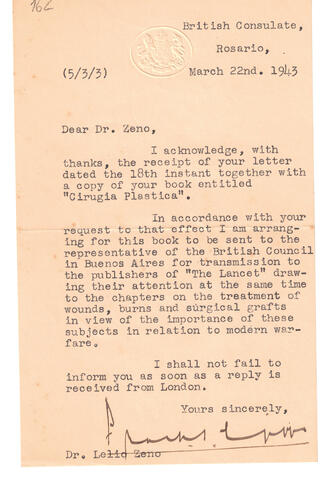 162
British Consulate,
Rosario,
(5/3/3) March 22nd. 1943
Dear Dr. Zeno,
I acknowledge, with
thanks, the receipt of your letter
dated the 18th instant together with
a copy of your book entitled
"Cirugia Plastica".
In accordance with your
request to that effect I am arrang-
ing for this book to be sent to the
representative of the British Council
in Buenos Aires for transmission to
the publishers of "The Lancet" draw-
ing their attention at the same time
to the chapters on the treatment of
wounds, burns and surgical grafts
in view of the importance of these
subjects in relation to modern war-
fare.
I shall not fail to
inform you as soon as a reply is
received from London.
Yours sincerely,
Dr. Lelio Zeno